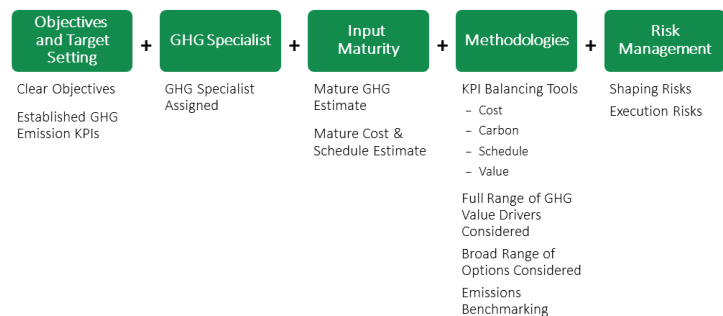 Objectives
and Target
Setting
+
GHG Specialist
+
Input
Maturity
+
Methodologies
+
Risk
Management
Clear Objectives
Established GHG
Emission KPIs
GHG Specialist
Assigned
Mature GHG
Estimate
Mature Cost &
Schedule Estimate
KPI Balancing Tools
– Cost
– Carbon
– Schedule
– Value
Full Range of GHG
Value Drivers
Considered
Broad Range of
Options Considered
Emissions
Benchmarking
Shaping Risks
Execution Risks